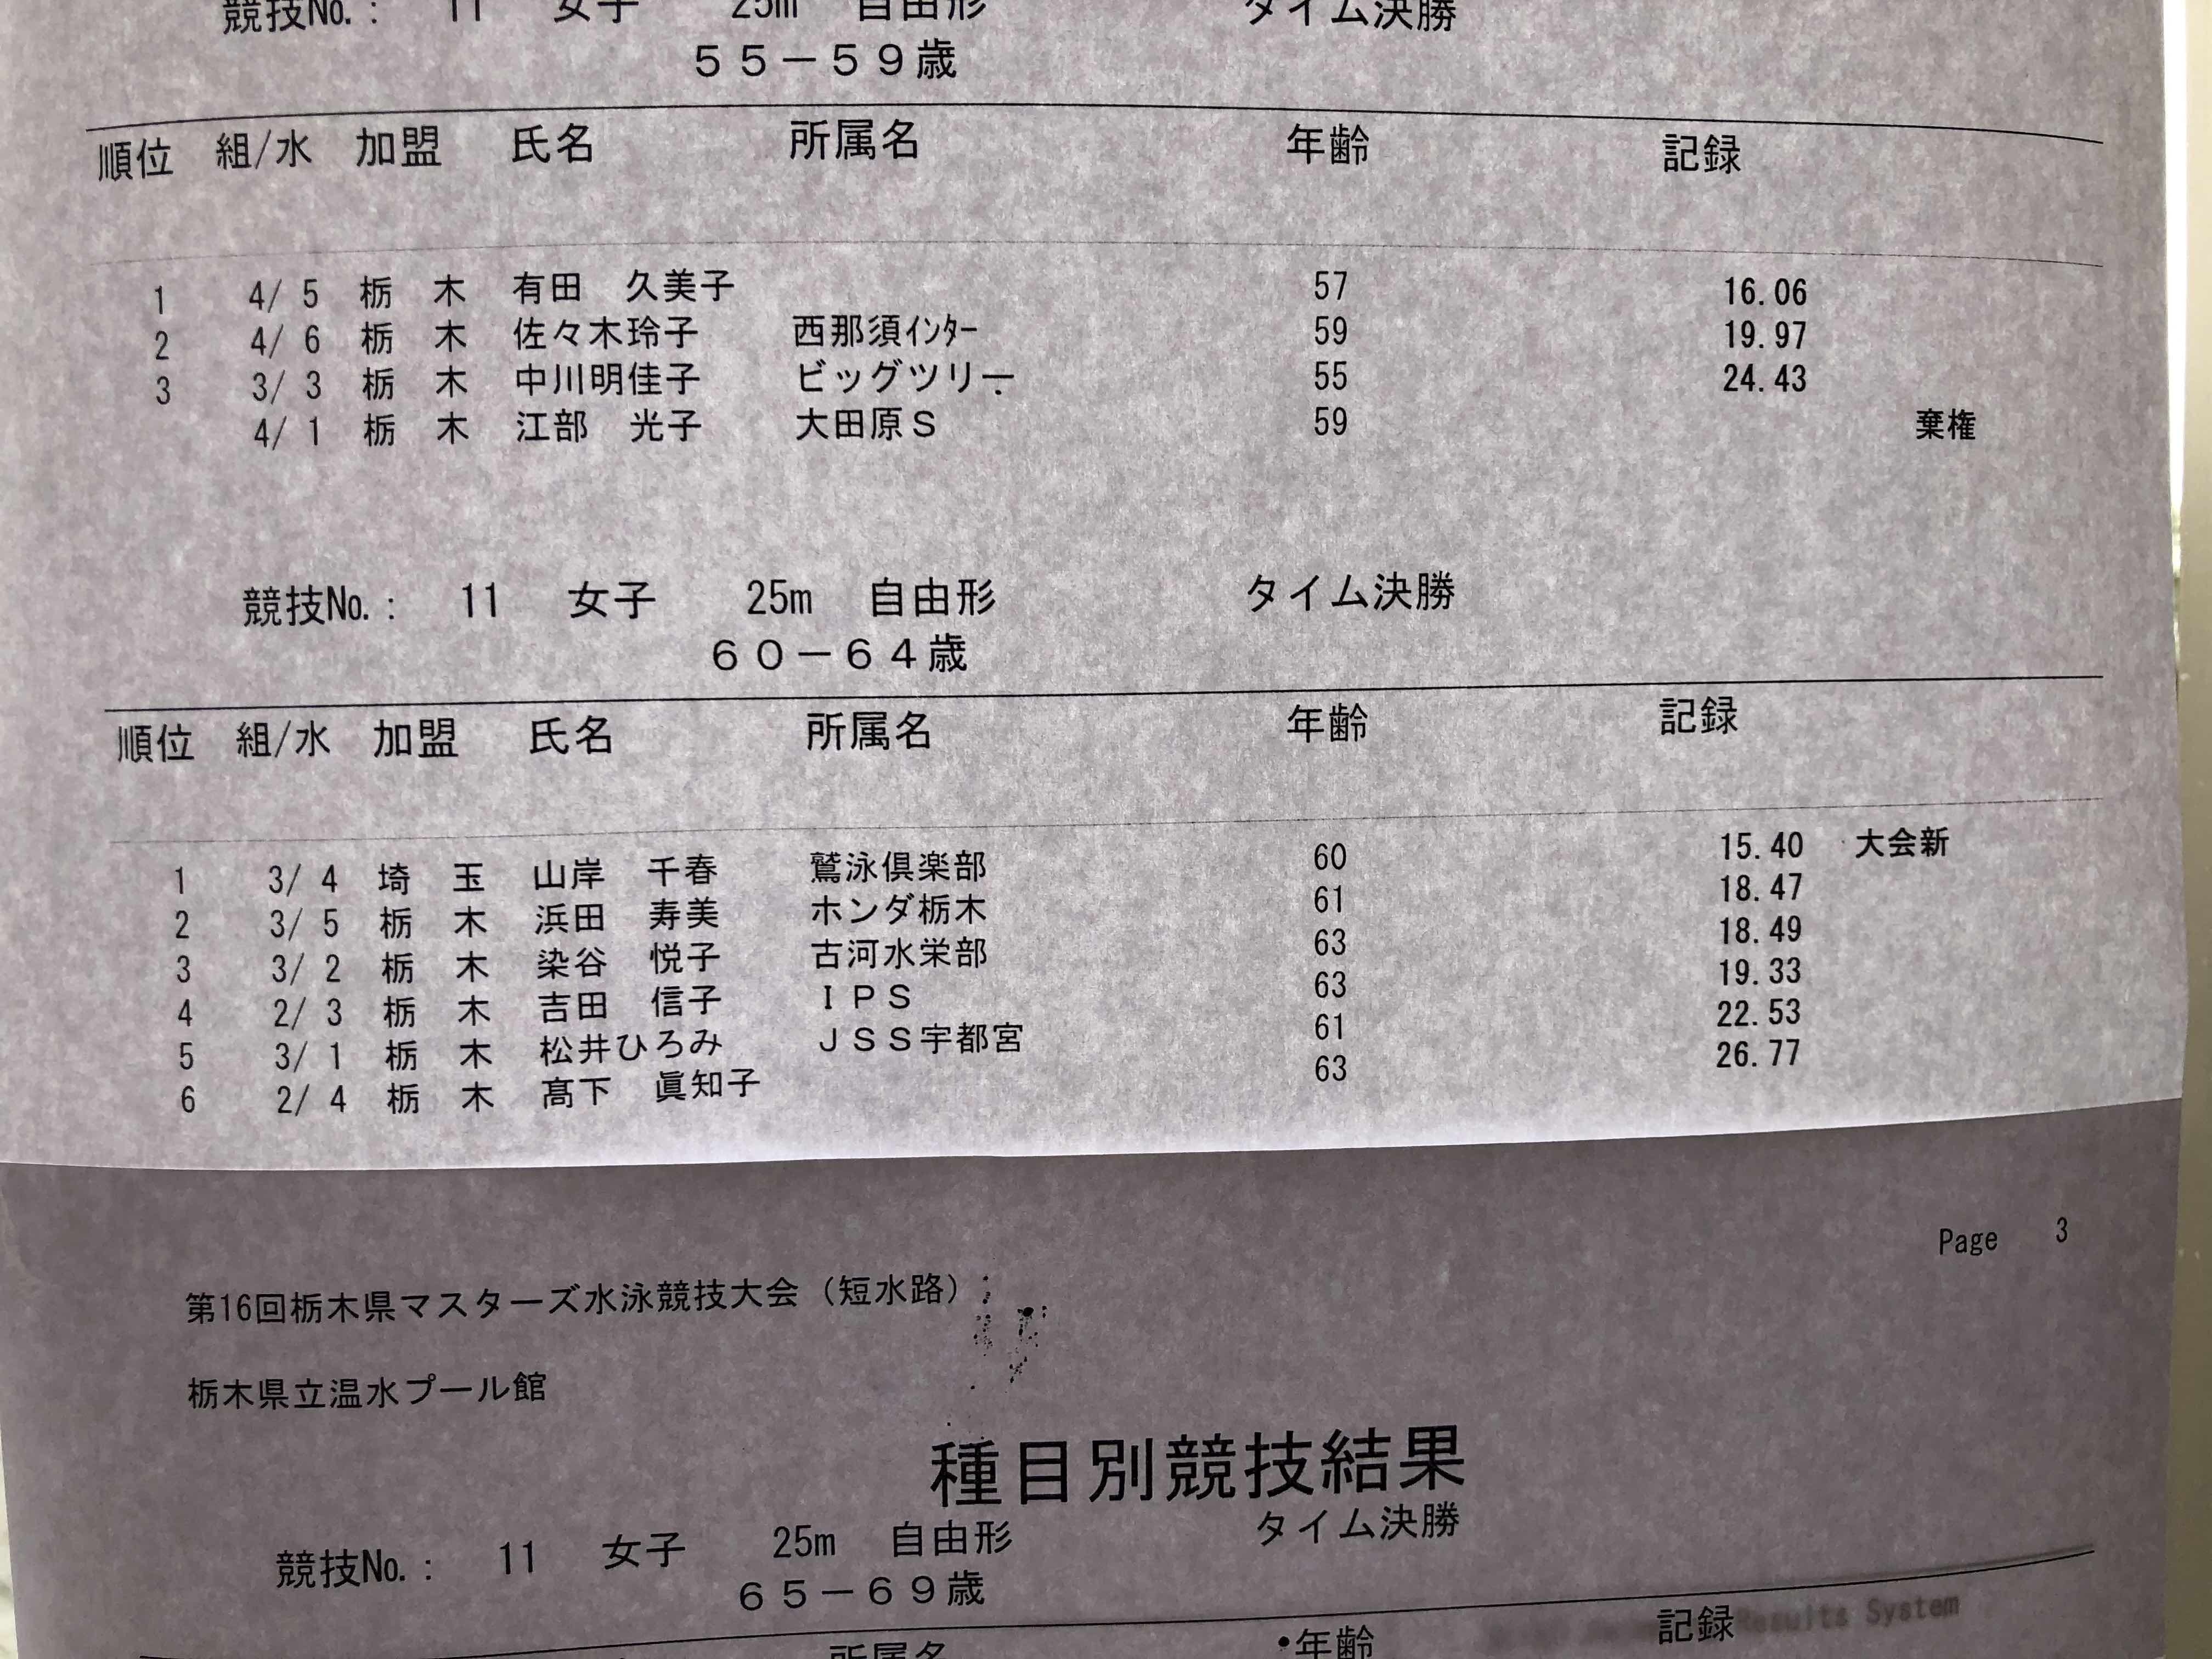 競技No.： 11 女子 25m 自由形 タイム決勝
５５－５９歳
順位 組/水 加盟 氏名 所属名 年齢 記録
1 4/ 5 栃 木 有田 久美子 57 16.06
2 4/ 6 栃 木 佐々木玲子 西那須ｲﾝﾀｰ 59 19.97
3 3/ 3 栃 木 中川明佳子 ビッグツリー 55 24.43
4/ 1 栃 木 江部 光子 大田原Ｓ 59 棄権
競技No.： 11 女子 25m 自由形 タイム決勝
６０－６４歳
順位 組/水 加盟 氏名 所属名 年齢 記録
1 3/ 4 埼 玉 山岸 千春 鷲泳倶楽部 60 15.40 大会新
2 3/ 5 栃 木 浜田 寿美 ホンダ栃木 61 18.47
3 3/ 2 栃 木 染谷 悦子 古河水栄部 63 18.49
4 2/ 3 栃 木 吉田 信子 ＩＰＳ 63 19.33
5 3/ 1 栃 木 松井ひろみ ＪＳＳ宇都宮 61 22.53
6 2/ 4 栃 木 髙下 眞知子 63 26.77
Page 3
第16回栃木県マスターズ水泳競技大会（短水路）
栃木県立温水プール館
種目別競技結果
競技No.： 11 女子 25m 自由形 タイム決勝
６５－６９歳
所属名 年齢 記録
Results System